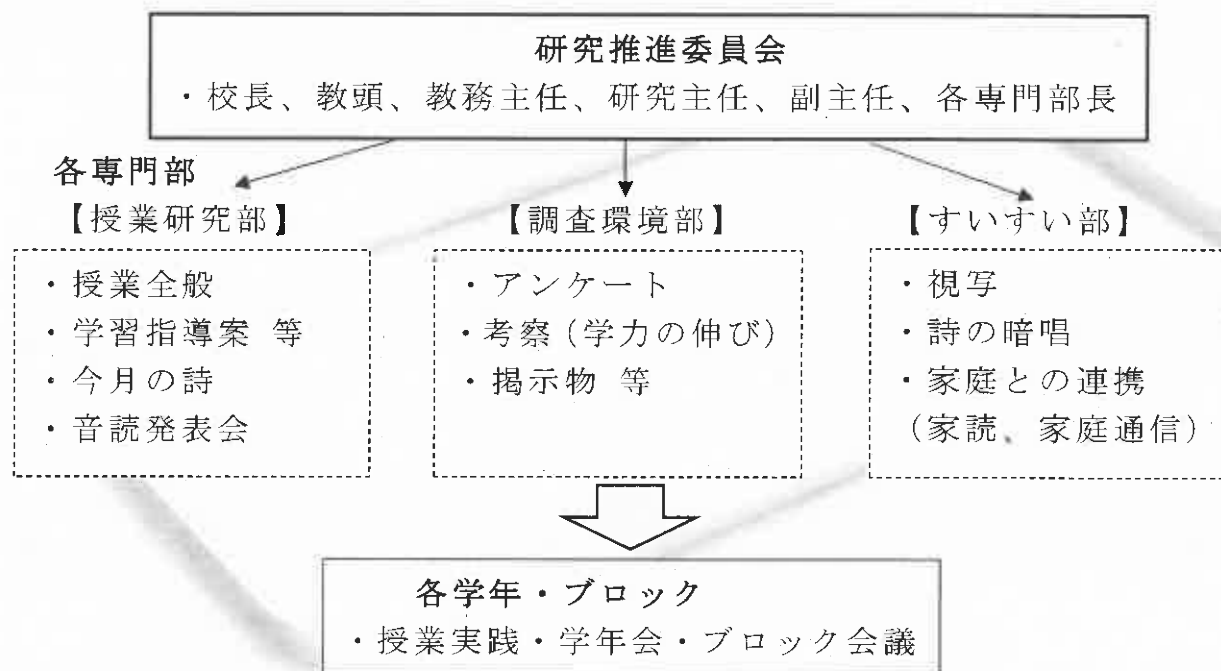 研究推進委員会
・校長、教頭、教務主任、研究主任、副主任、各専門部長
各専門部
【授業研究部】
・授業全般
・学習指導案 等
・今月の詩
・音読発表会
【調査環境部】
・アンケート
・考察(学力の伸び)
・掲示物 等
【すいすい部】
・視写
・詩の暗唱
・家庭との連携
(家読、家庭通信)
各学年・ブロック
・授業実践・学年会・ブロック会議